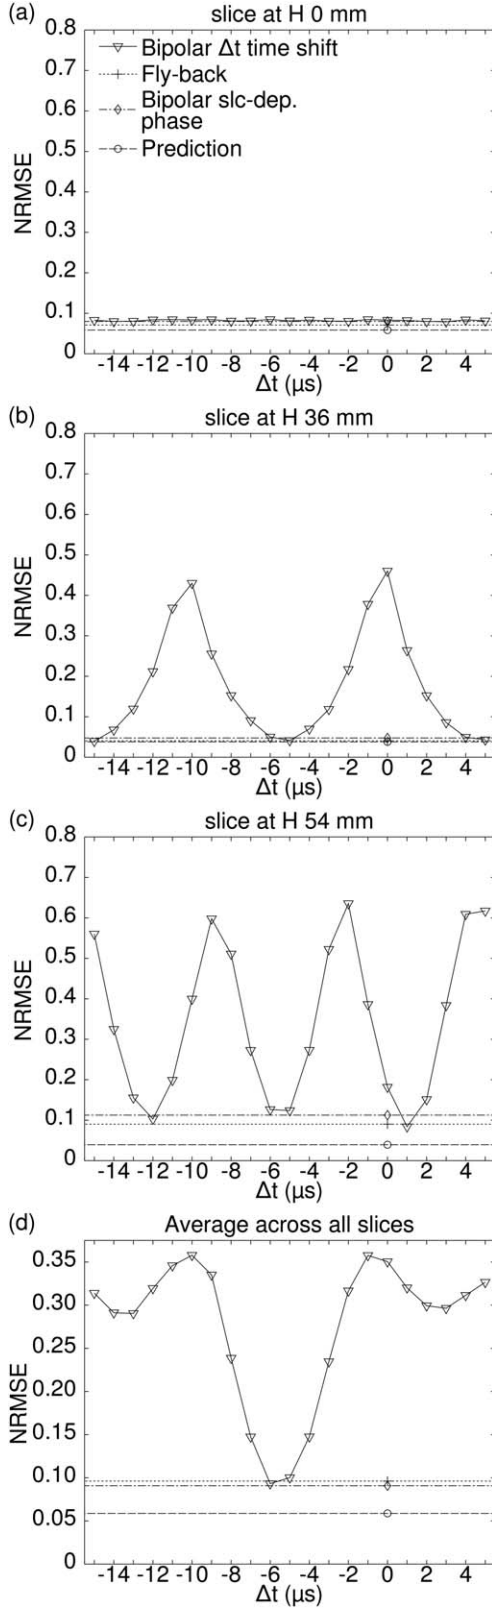 (a)
slice at H 0 mm
0.8
0.7
0.6
0.5
0.4
0.3
0.2
0.1
0
NRMSE
Bipolar Δt time shift
Fly-back
Bipolar slc-dep.
phase
Prediction
-14 -12 -10 -8 -6 -4 -2 0 2 4
Δt (μs)
(b)
slice at H 36 mm
0.8
0.7
0.6
0.5
0.4
0.3
0.2
0.1
0
NRMSE
-14 -12 -10 -8 -6 -4 -2 0 2 4
Δt (μs)
(c)
slice at H 54 mm
0.8
0.7
0.6
0.5
0.4
0.3
0.2
0.1
0
NRMSE
-14 -12 -10 -8 -6 -4 -2 0 2 4
Δt (μs)
(d)
Average across all slices
0.35
0.30
0.25
0.20
0.15
0.10
0.05
0
NRMSE
-14 -12 -10 -8 -6 -4 -2 0 2 4
Δt (μs)